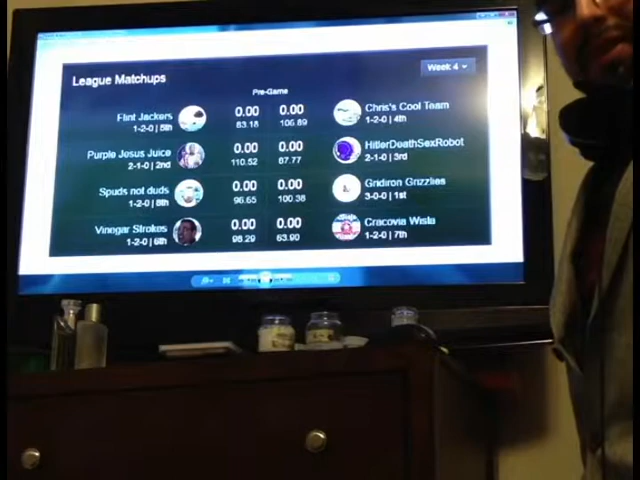 League Matchups
Week 4
Pre-Game
Flint Jackers 0.00 0.00 Chris's Cool Team
1-2-0 | 5th 83.18 106.89 1-2-0 | 4th
Purple Jesus Juice 0.00 0.00 HitlerDeathSexRobot
2-1-0 | 2nd 110.52 87.77 2-1-0 | 3rd
Spuds not duds 0.00 0.00 Gridiron Grizzlies
1-2-0 | 8th 96.65 100.38 3-0-0 | 1st
Vinegar Strokes 0.00 0.00 Cracovia Wisla
1-2-0 | 6th 98.29 63.90 1-2-0 | 7th